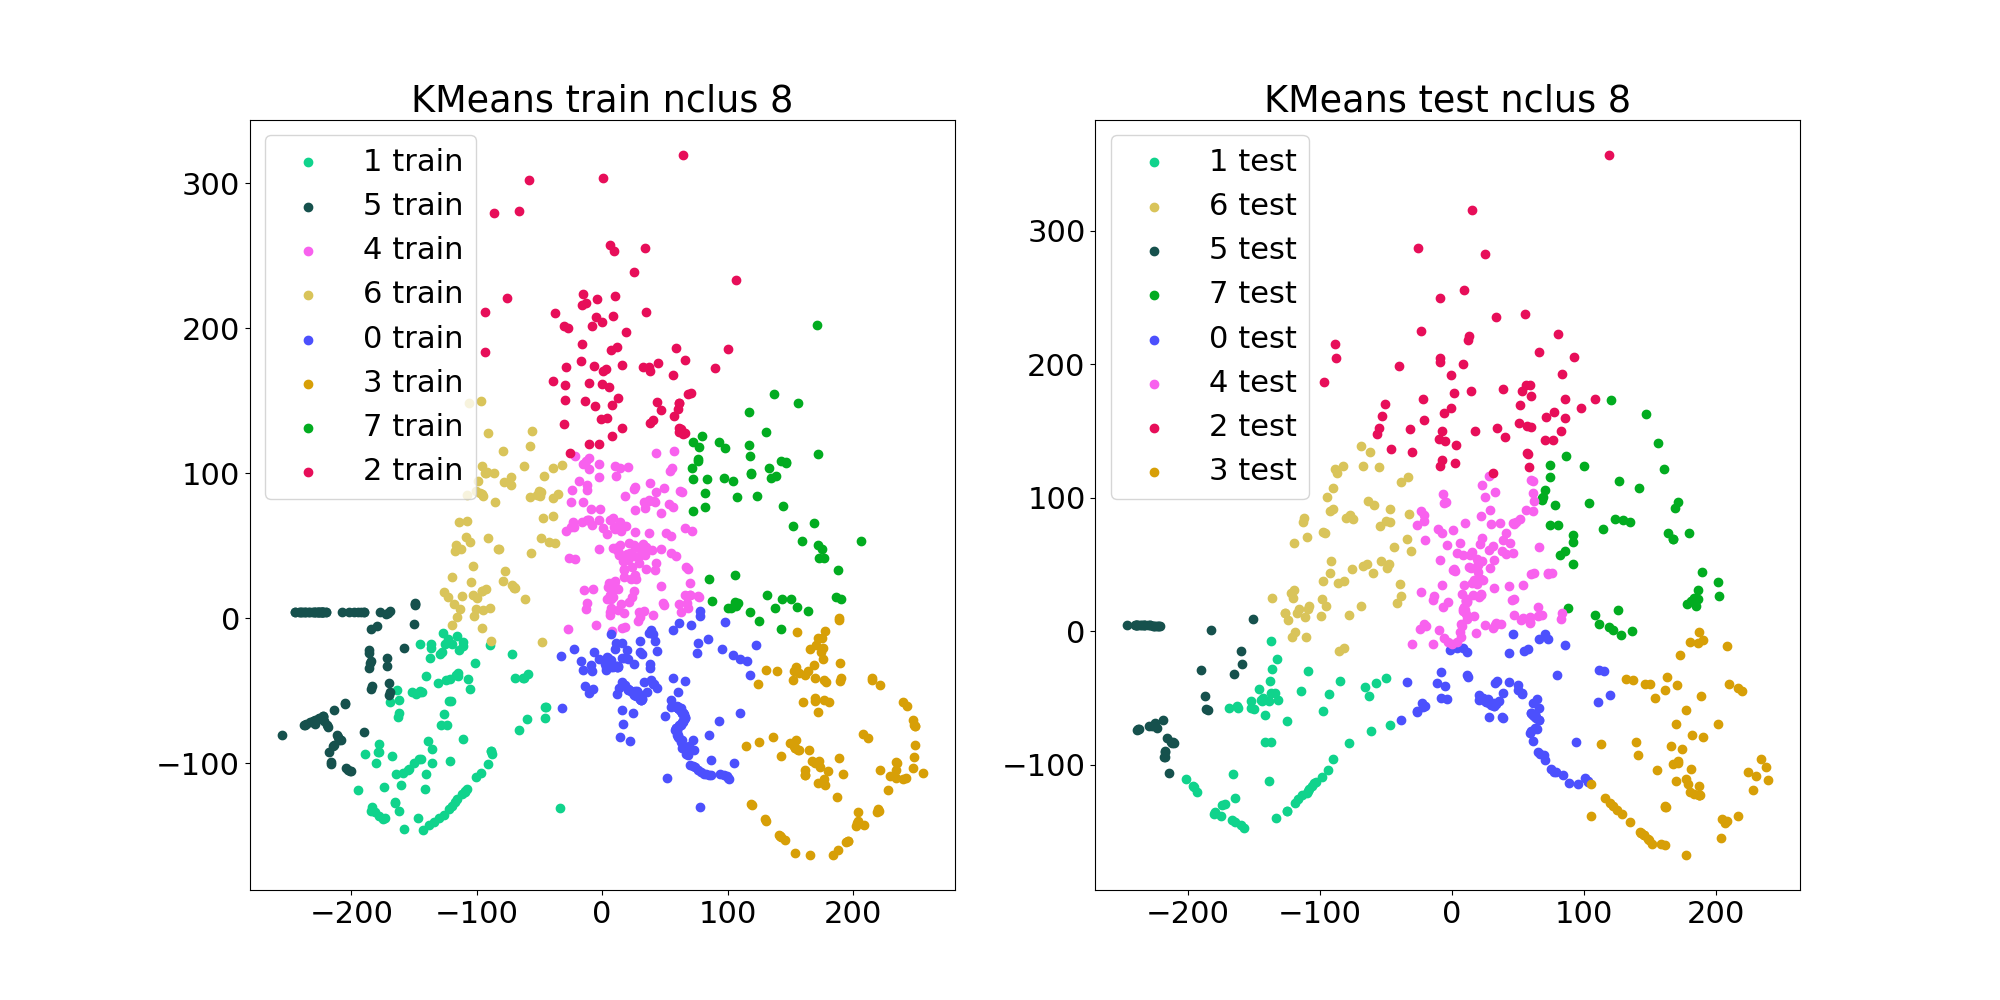 KMeans train nclus 8
300
200
100
0
−100
−200
−100
0
100
200
1 train
5 train
4 train
6 train
0 train
3 train
7 train
2 train
KMeans test nclus 8
300
200
100
0
−100
−200
−100
0
100
200
1 test
6 test
5 test
7 test
0 test
4 test
2 test
3 test